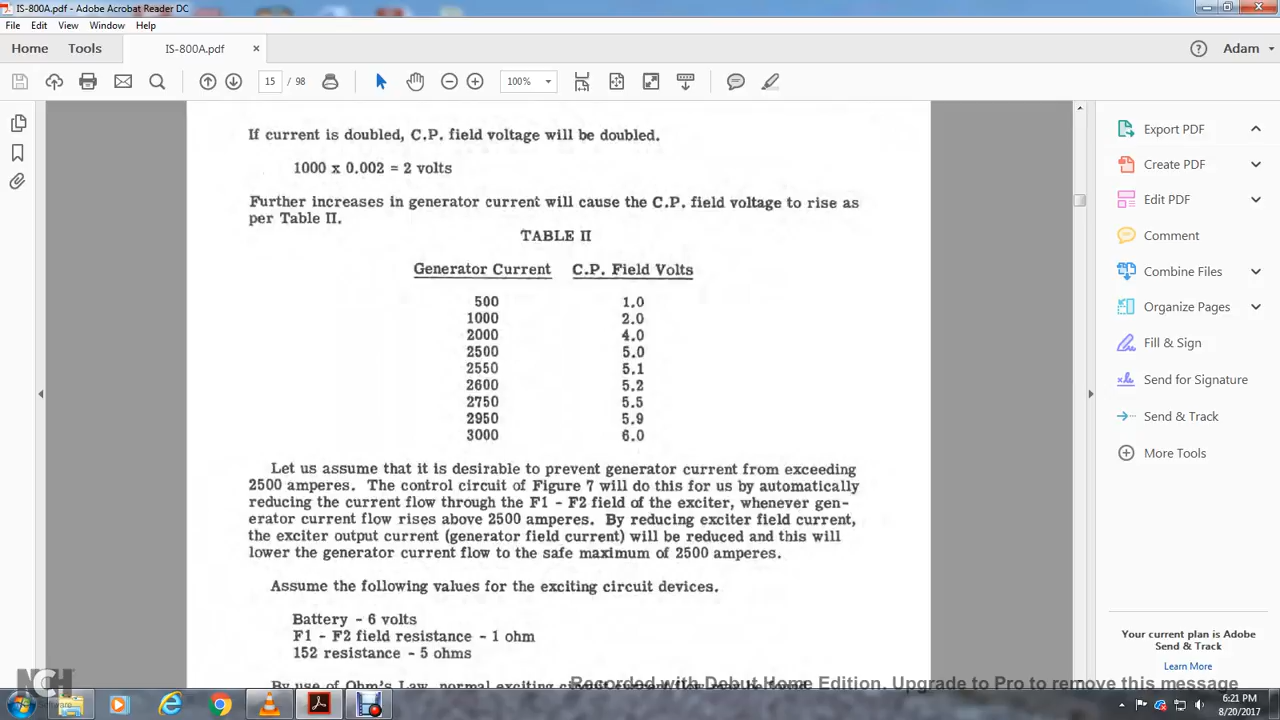 IS-800A.pdf - Adobe Acrobat Reader DC
File Edit View Window Help
Home Tools IS-800A.pdf × Adam
15 / 98 100%
If current is doubled, C.P. field voltage will be doubled.
1000 x 0.002 = 2 volts
Further increases in generator current will cause the C.P. field voltage to rise as
per Table II.
TABLE II
Generator Current C.P. Field Volts
500 1.0
1000 2.0
2000 4.0
2500 5.0
2550 5.1
2600 5.2
2750 5.5
2950 5.9
3000 6.0
Let us assume that it is desirable to prevent generator current from exceeding
2500 amperes. The control circuit of Figure 7 will do this for us by automatically
reducing the current flow through the F1 - F2 field of the exciter, whenever gen-
erator current flow rises above 2500 amperes. By reducing exciter field current,
the exciter output current (generator field current) will be reduced and this will
lower the generator current flow to the safe maximum of 2500 amperes.
Assume the following values for the exciting circuit devices.
Battery - 6 volts
F1 - F2 field resistance - 1 ohm
152 resistance - 5 ohms
By use of Ohm's Law, normal exciting
Export PDF
Create PDF
Edit PDF
Comment
Combine Files
Organize Pages
Fill & Sign
Send for Signature
Send & Track
More Tools
Your current plan is Adobe
Send & Track
Learn More
NCH
Recorded with Debut Home Edition. Upgrade to Pro to remove this message
6:21 PM
8/20/2017